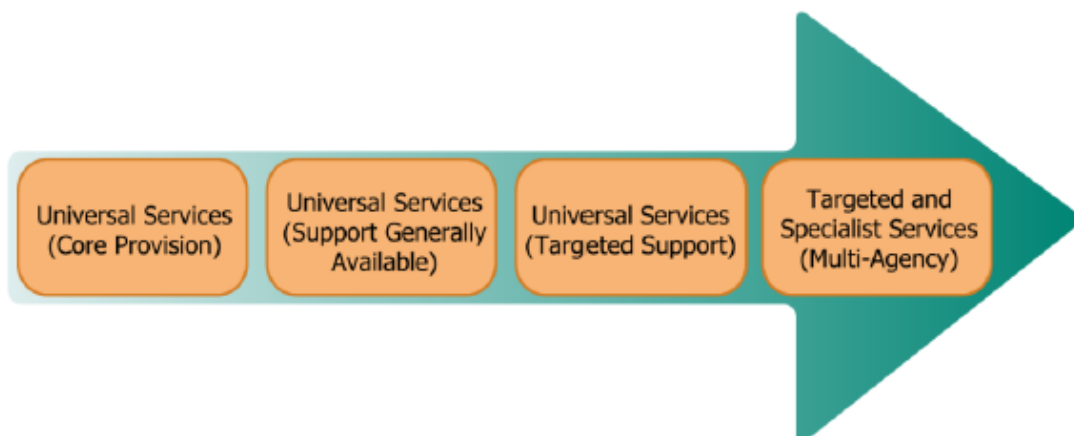 Universal Services
(Core Provision)
Universal Services
(Support Generally
Available)
Universal Services
(Targeted Support)
Targeted and
Specialist Services
(Multi-Agency)